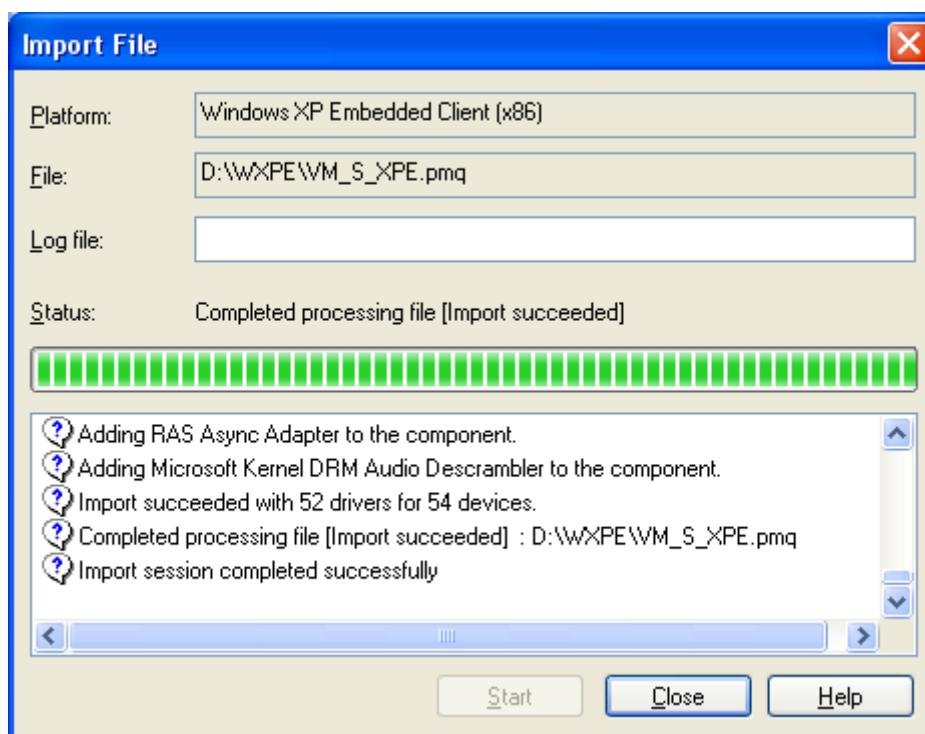 Import File
Platform: Windows XP Embedded Client (x86)
File: D:\WXPE\VM_S_XPE.pmq
Log file:
Status: Completed processing file [Import succeeded]
Adding RAS Async Adapter to the component.
Adding Microsoft Kernel DRM Audio Descrambler to the component.
Import succeeded with 52 drivers for 54 devices.
Completed processing file [Import succeeded] : D:\WXPE\VM_S_XPE.pmq
Import session completed successfully
Start Close Help